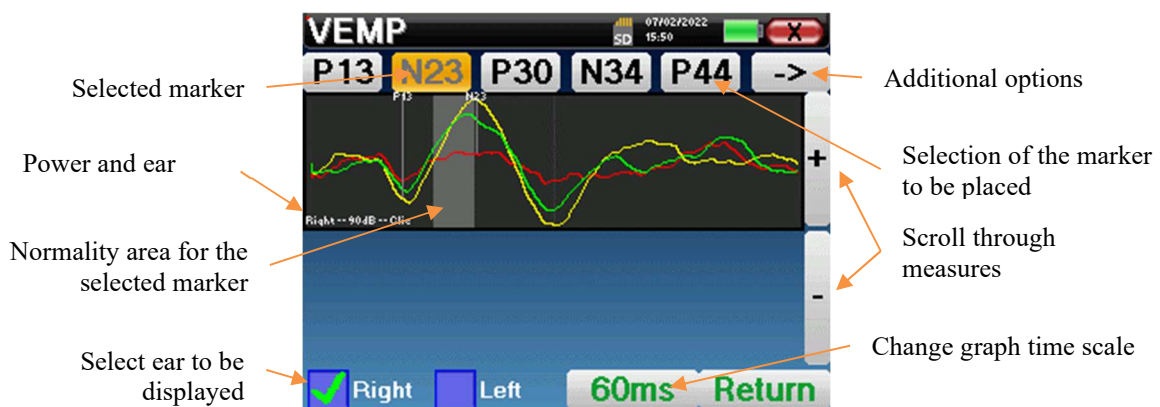 VEMP
SD
07/02/2022
15:50
X
P13 N23 P30 N34 P44 ->
Selected marker
Additional options
P13 N23
+
Power and ear
Selection of the marker
to be placed
Right -- 90dB -- Clic
Normality area for the
selected marker
Scroll through
measures
-
Select ear to be
displayed
Change graph time scale
Right
Left
60ms
Return